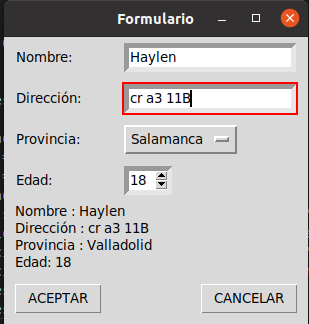 Formulario
Nombre: Haylen
Dirección: cr a3 11B
Provincia: Salamanca
Edad: 18
Nombre : Haylen
Dirección : cr a3 11B
Provincia : Valladolid
Edad: 18
ACEPTAR CANCELAR